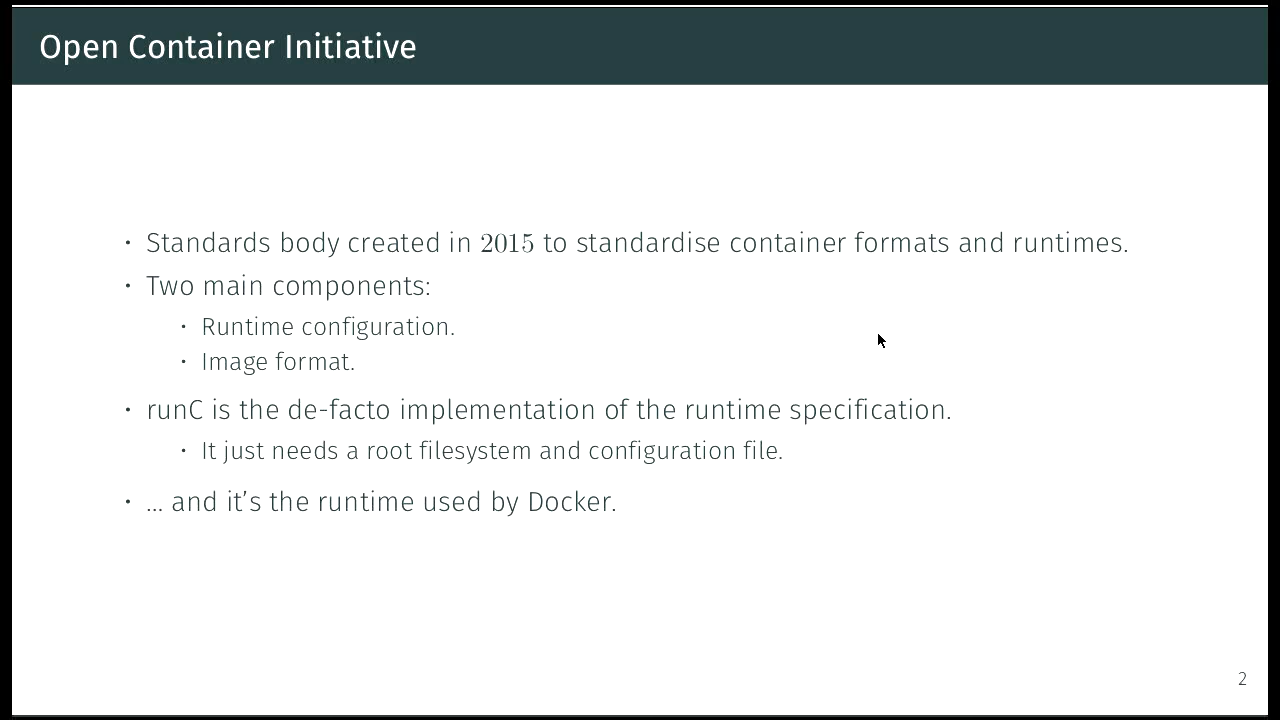 Open Container Initiative
· Standards body created in 2015 to standardise container formats and runtimes.
· Two main components:
· Runtime configuration.
· Image format.
· runC is the de-facto implementation of the runtime specification.
· It just needs a root filesystem and configuration file.
· ... and it’s the runtime used by Docker.
2